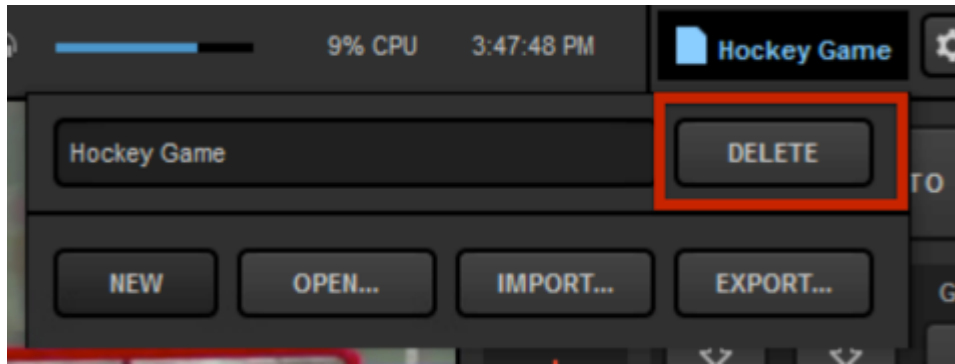 9% CPU 3:47:48 PM Hockey Game
Hockey Game DELETE
TO
NEW OPEN... IMPORT... EXPORT...
G